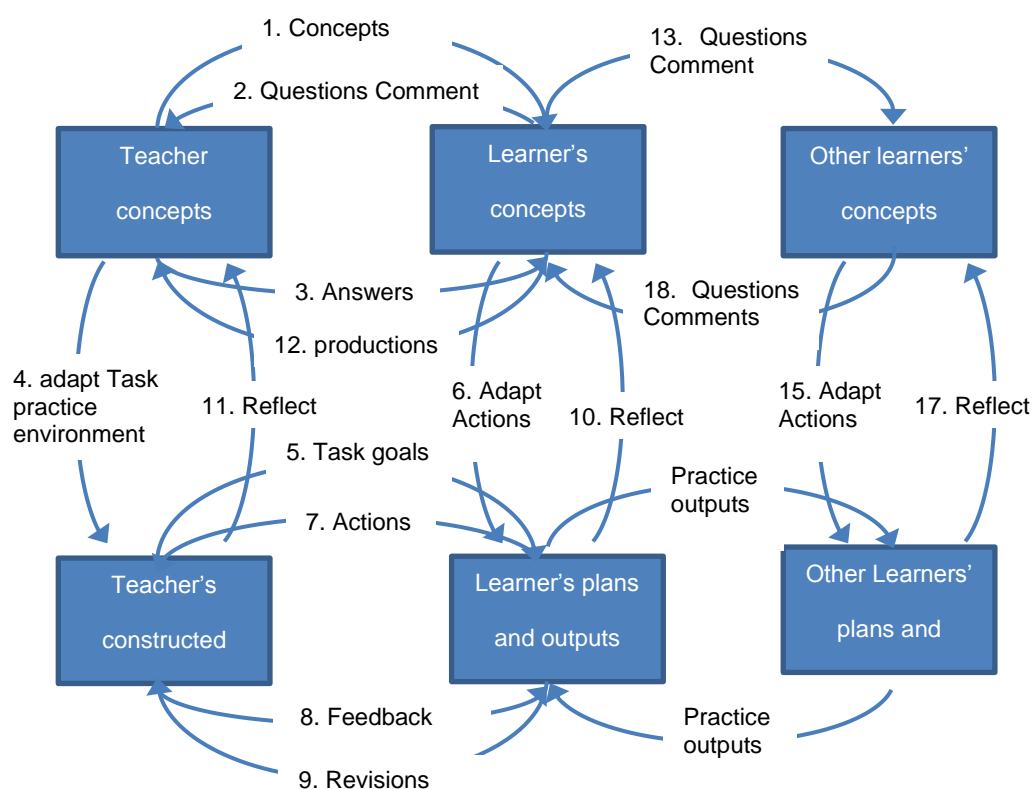 1. Concepts
13. Questions
Comment
2. Questions Comment
Teacher
concepts
Learner’s
concepts
Other learners’
concepts
3. Answers
18. Questions
Comments
12. productions
4. adapt Task
practice
environment
11. Reflect
6. Adapt
Actions
10. Reflect
15. Adapt
Actions
17. Reflect
5. Task goals
Practice
outputs
7. Actions
Teacher’s
constructed
Learner’s plans
and outputs
Other Learners’
plans and
8. Feedback
Practice
outputs
9. Revisions